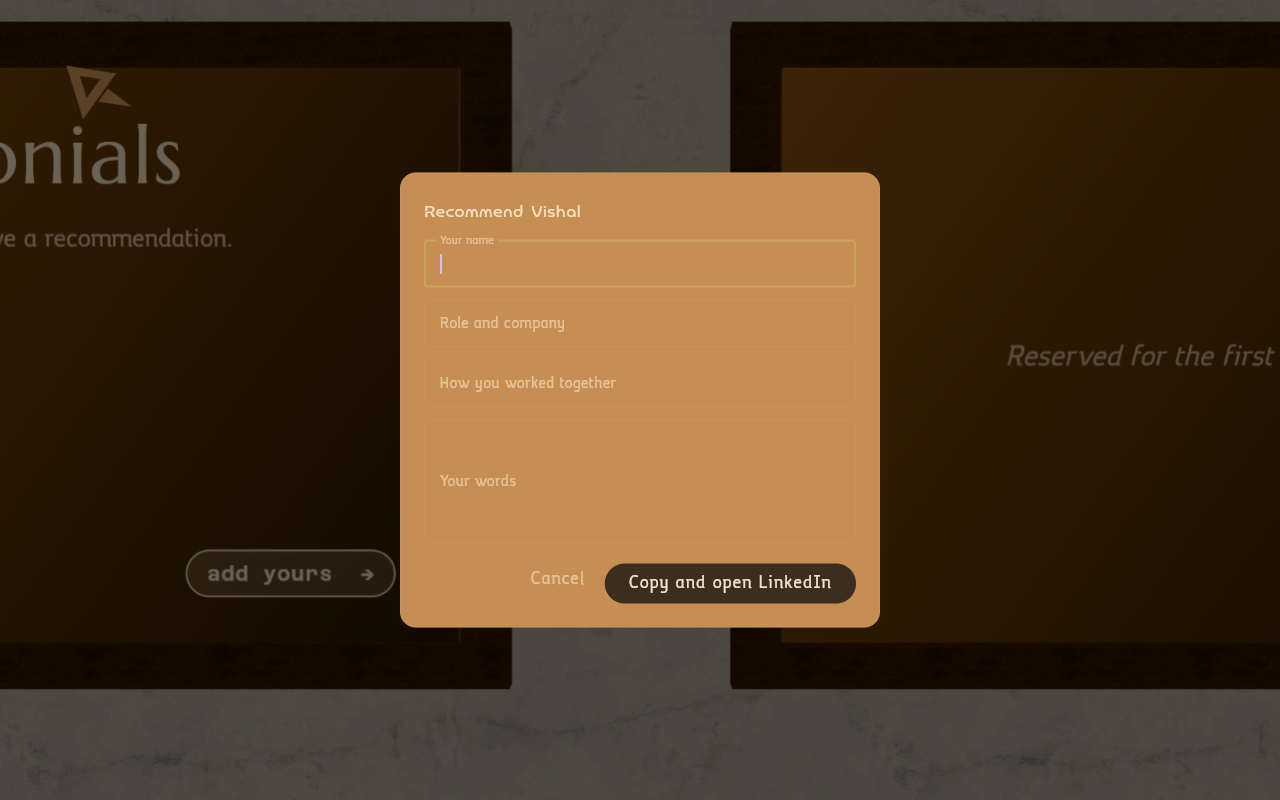 onials
ve a recommendation.
add yours →
Recommend Vishal
Your name
Role and company
How you worked together
Your words
Cancel
Copy and open LinkedIn
Reserved for the first